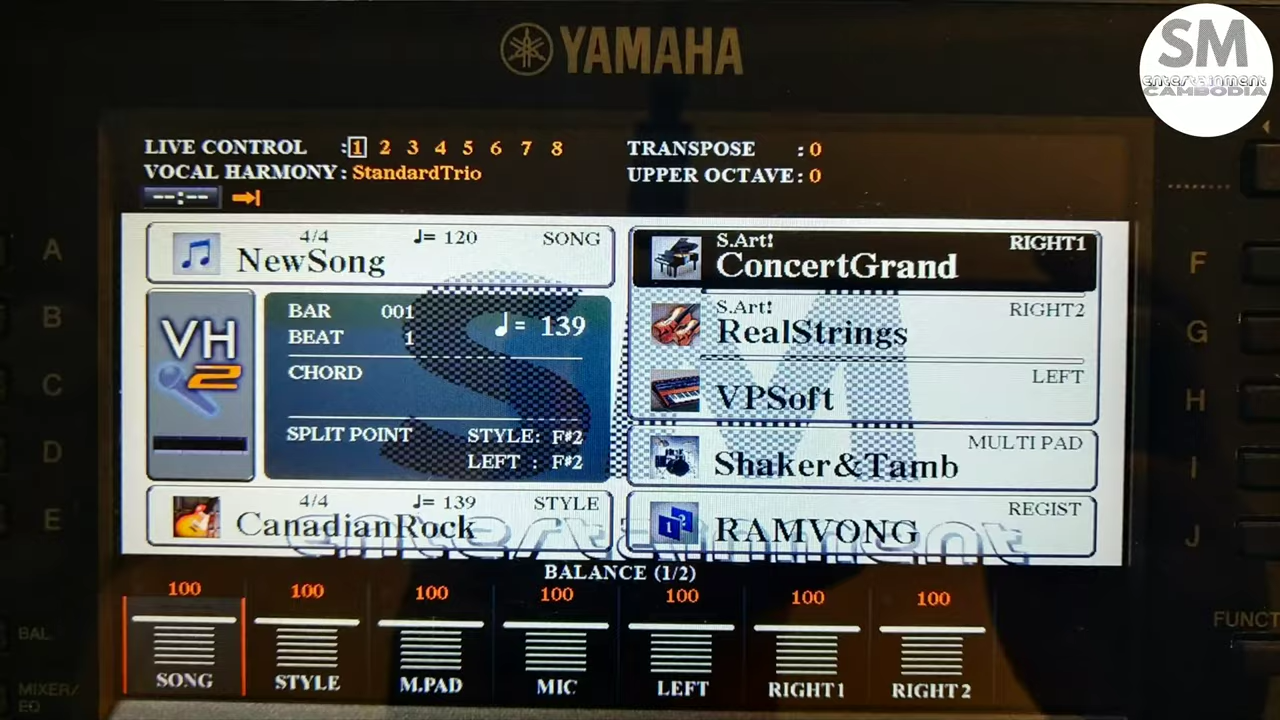 YAMAHA
SM
entertainment
CAMBODIA
LIVE CONTROL :1 2 3 4 5 6 7 8
TRANSPOSE : 0
VOCAL HARMONY : StandardTrio
UPPER OCTAVE : 0
--:--
4/4 ♩= 120 SONG
NewSong
S.Art! RIGHT1
ConcertGrand
VH
2
BAR 001
BEAT 1
♩= 139
CHORD
SPLIT POINT STYLE: F#2
LEFT : F#2
S.Art! RIGHT2
RealStrings
LEFT
VPSoft
MULTI PAD
Shaker&Tamb
4/4 ♩= 139 STYLE
CanadianRock
REGIST
RAMVONG
SM
entertainment
BALANCE (1/2)
100 100 100 100 100 100 100
SONG STYLE M.PAD MIC LEFT RIGHT1 RIGHT2
A
B
C
D
E
F
G
H
I
J
BAL.
MIXER/
EQ
FUNCT